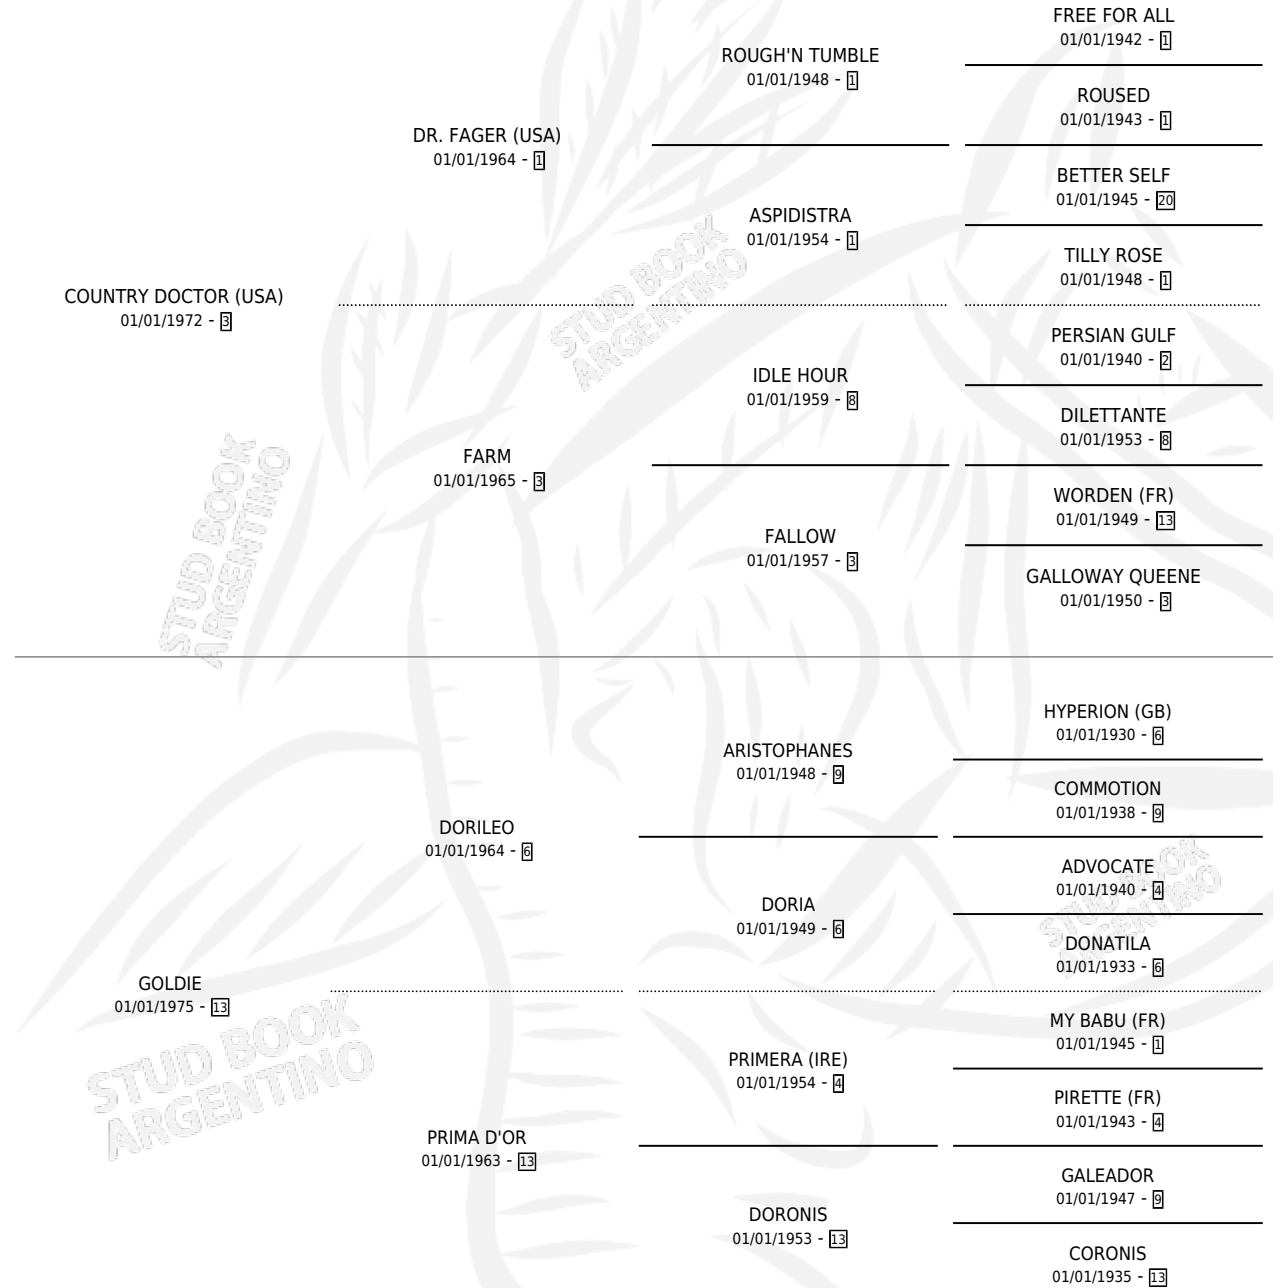 FREE FOR ALL
01/01/1942 - 1
ROUGH'N TUMBLE
01/01/1948 - 1
ROUSED
01/01/1943 - 1
DR. FAGER (USA)
01/01/1964 - 1
BETTER SELF
01/01/1945 - 20
ASPIDISTRA
01/01/1954 - 1
TILLY ROSE
01/01/1948 - 1
COUNTRY DOCTOR (USA)
01/01/1972 - 3
STUD BOOK
ARGENTINO
PERSIAN GULF
01/01/1940 - 2
IDLE HOUR
01/01/1959 - 8
DILETTANTE
01/01/1953 - 8
FARM
01/01/1965 - 3
WORDEN (FR)
01/01/1949 - 13
FALLOW
01/01/1957 - 3
GALLOWAY QUEENE
01/01/1950 - 3
STUD BOOK
ARGENTINO
HYPERION (GB)
01/01/1930 - 6
ARISTOPHANES
01/01/1948 - 9
COMMOTION
01/01/1938 - 9
DORILEO
01/01/1964 - 6
ADVOCATE
01/01/1940 - 4
DORIA
01/01/1949 - 6
STUD BOOK
ARGENTINO
DONATILA
01/01/1933 - 6
GOLDIE
01/01/1975 - 13
MY BABU (FR)
01/01/1945 - 1
STUD BOOK
ARGENTINO
PRIMERA (IRE)
01/01/1954 - 4
PIRETTE (FR)
01/01/1943 - 4
PRIMA D'OR
01/01/1963 - 13
GALEADOR
01/01/1947 - 9
DORONIS
01/01/1953 - 13
CORONIS
01/01/1935 - 13